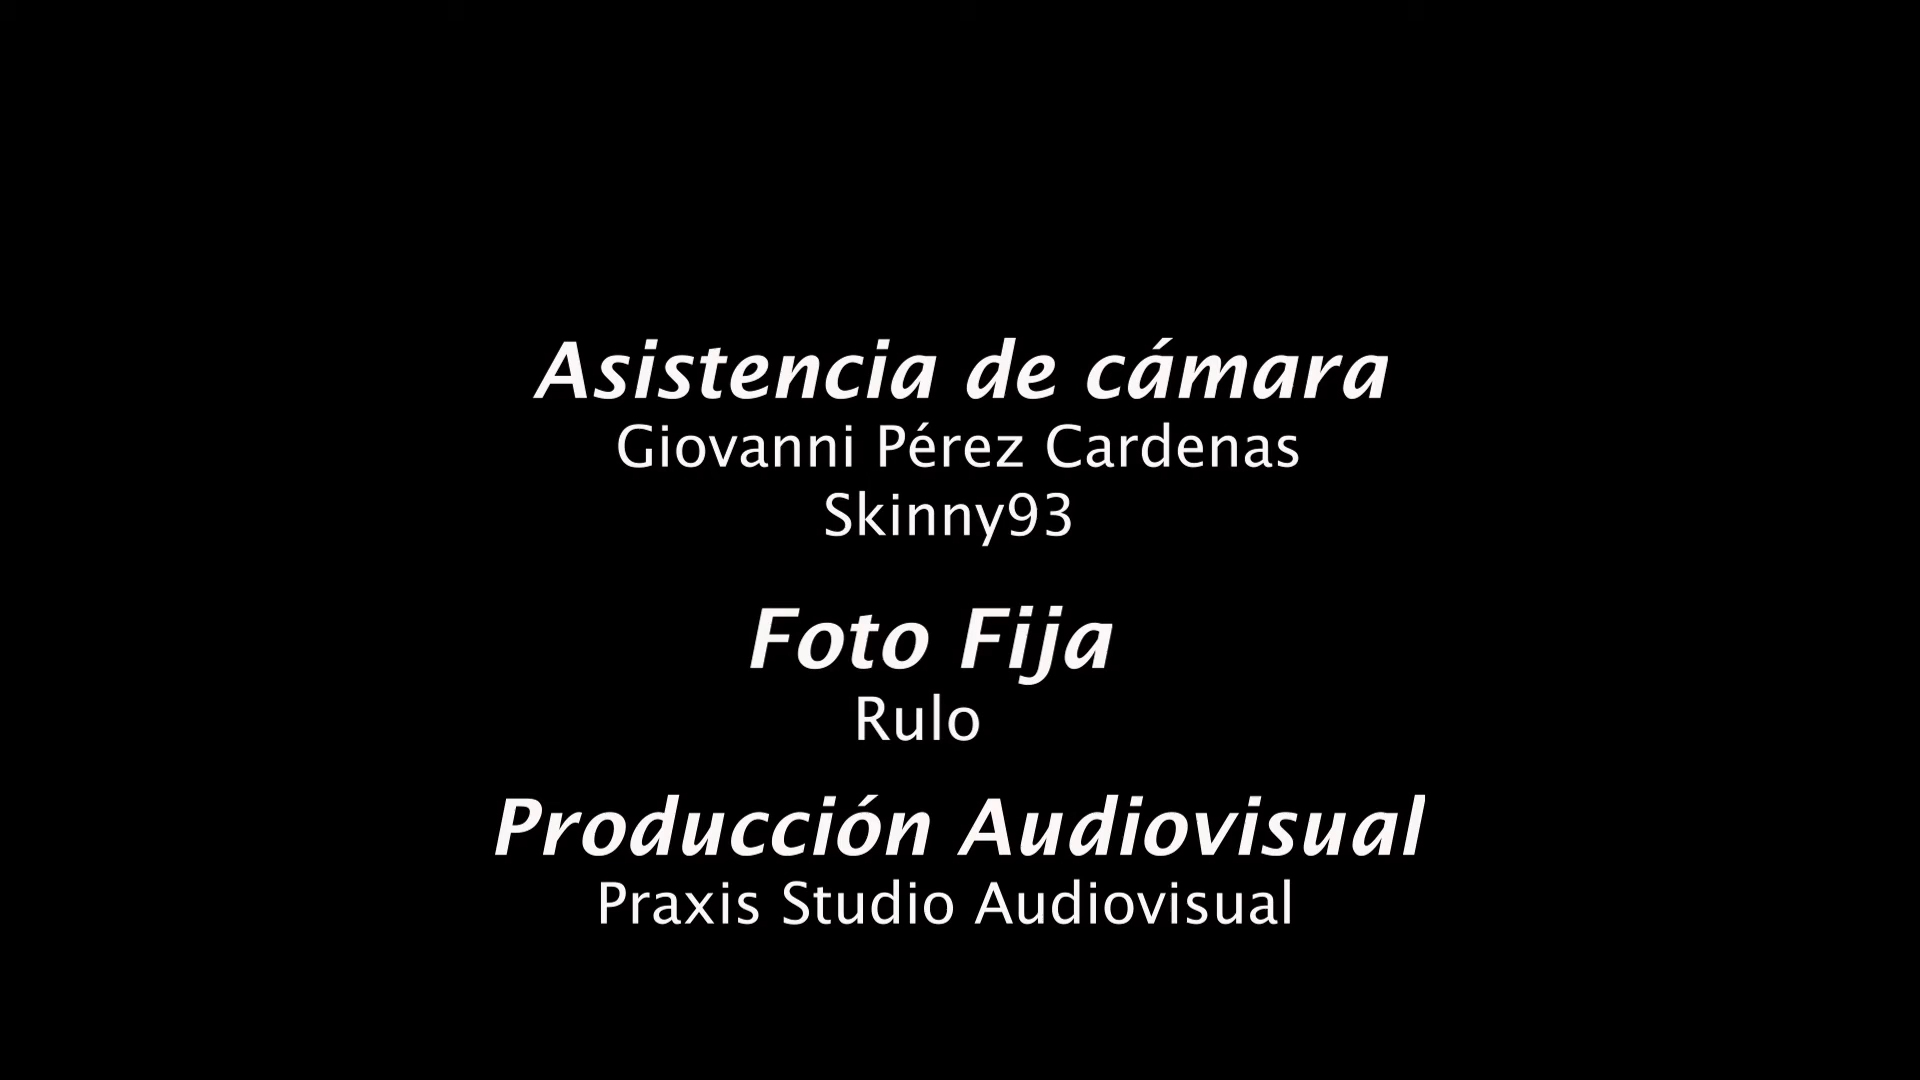 Asistencia de cámara
Giovanni Pérez Cardenas
Skinny93
Foto Fija
Rulo
Producción Audiovisual
Praxis Studio Audiovisual